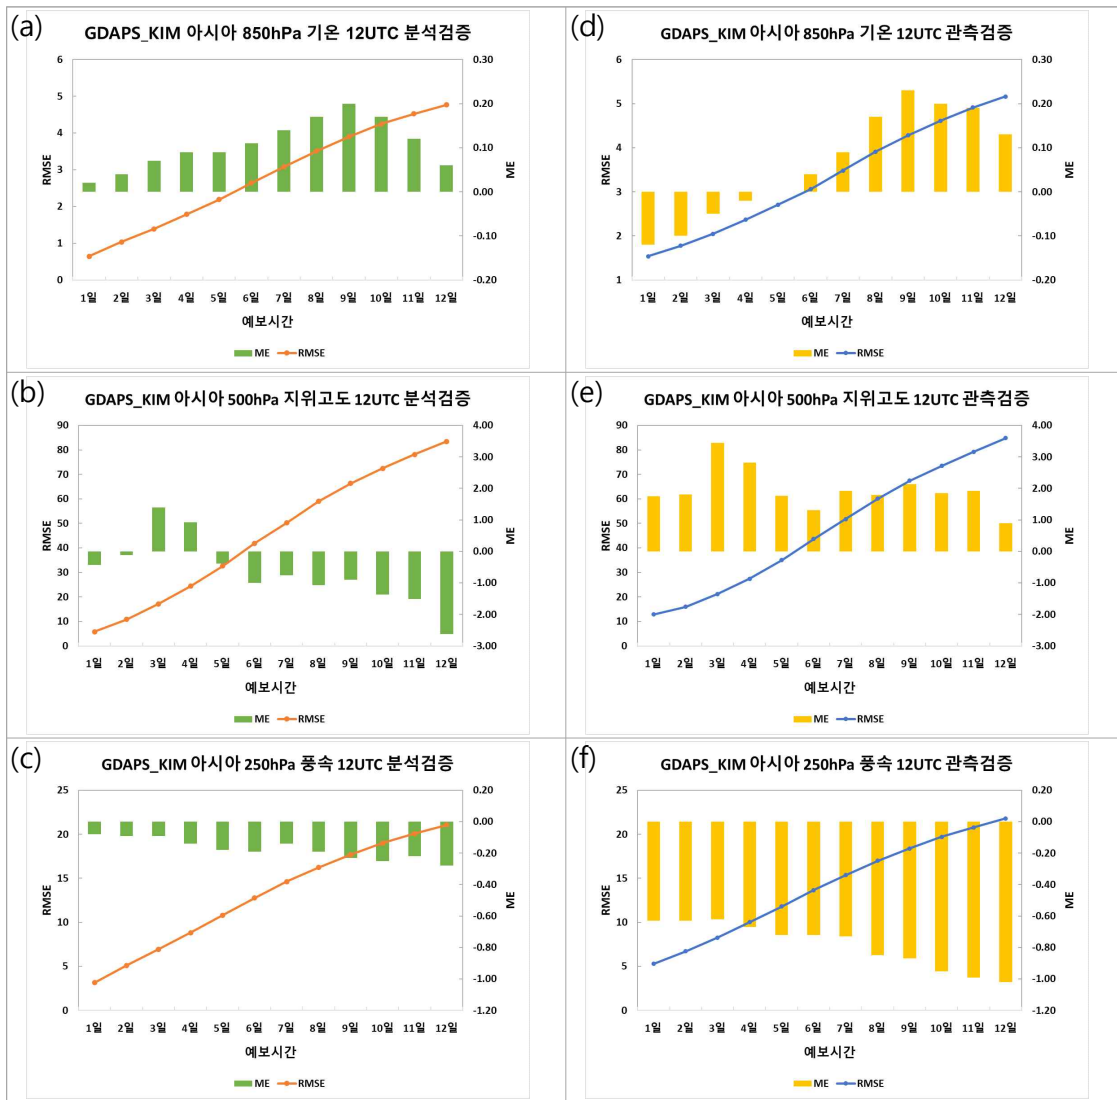 (a)
GDAPS_KIM 아시아 850hPa 기온 12UTC 분석검증
6 5 4 3 2 1 0
RMSE
0.30 0.20 0.10 0.00 -0.10 -0.20
ME
1일 2일 3일 4일 5일 6일 7일 8일 9일 10일 11일 12일
예보시간
ME RMSE
(d)
GDAPS_KIM 아시아 850hPa 기온 12UTC 관측검증
6 5 4 3 2 1
RMSE
0.30 0.20 0.10 0.00 -0.10 -0.20
ME
1일 2일 3일 4일 5일 6일 7일 8일 9일 10일 11일 12일
예보시간
ME RMSE
(b)
GDAPS_KIM 아시아 500hPa 지위고도 12UTC 분석검증
90 80 70 60 50 40 30 20 10 0
RMSE
4.00 3.00 2.00 1.00 0.00 -1.00 -2.00 -3.00
ME
1일 2일 3일 4일 5일 6일 7일 8일 9일 10일 11일 12일
예보시간
ME RMSE
(e)
GDAPS_KIM 아시아 500hPa 지위고도 12UTC 관측검증
90 80 70 60 50 40 30 20 10 0
RMSE
4.00 3.00 2.00 1.00 0.00 -1.00 -2.00 -3.00
ME
1일 2일 3일 4일 5일 6일 7일 8일 9일 10일 11일 12일
예보시간
ME RMSE
(c)
GDAPS_KIM 아시아 250hPa 풍속 12UTC 분석검증
25 20 15 10 5 0
RMSE
0.20 0.00 -0.20 -0.40 -0.60 -0.80 -1.00 -1.20
ME
1일 2일 3일 4일 5일 6일 7일 8일 9일 10일 11일 12일
예보시간
ME RMSE
(f)
GDAPS_KIM 아시아 250hPa 풍속 12UTC 관측검증
25 20 15 10 5 0
RMSE
0.20 0.00 -0.20 -0.40 -0.60 -0.80 -1.00 -1.20
ME
1일 2일 3일 4일 5일 6일 7일 8일 9일 10일 11일 12일
예보시간
ME RMSE